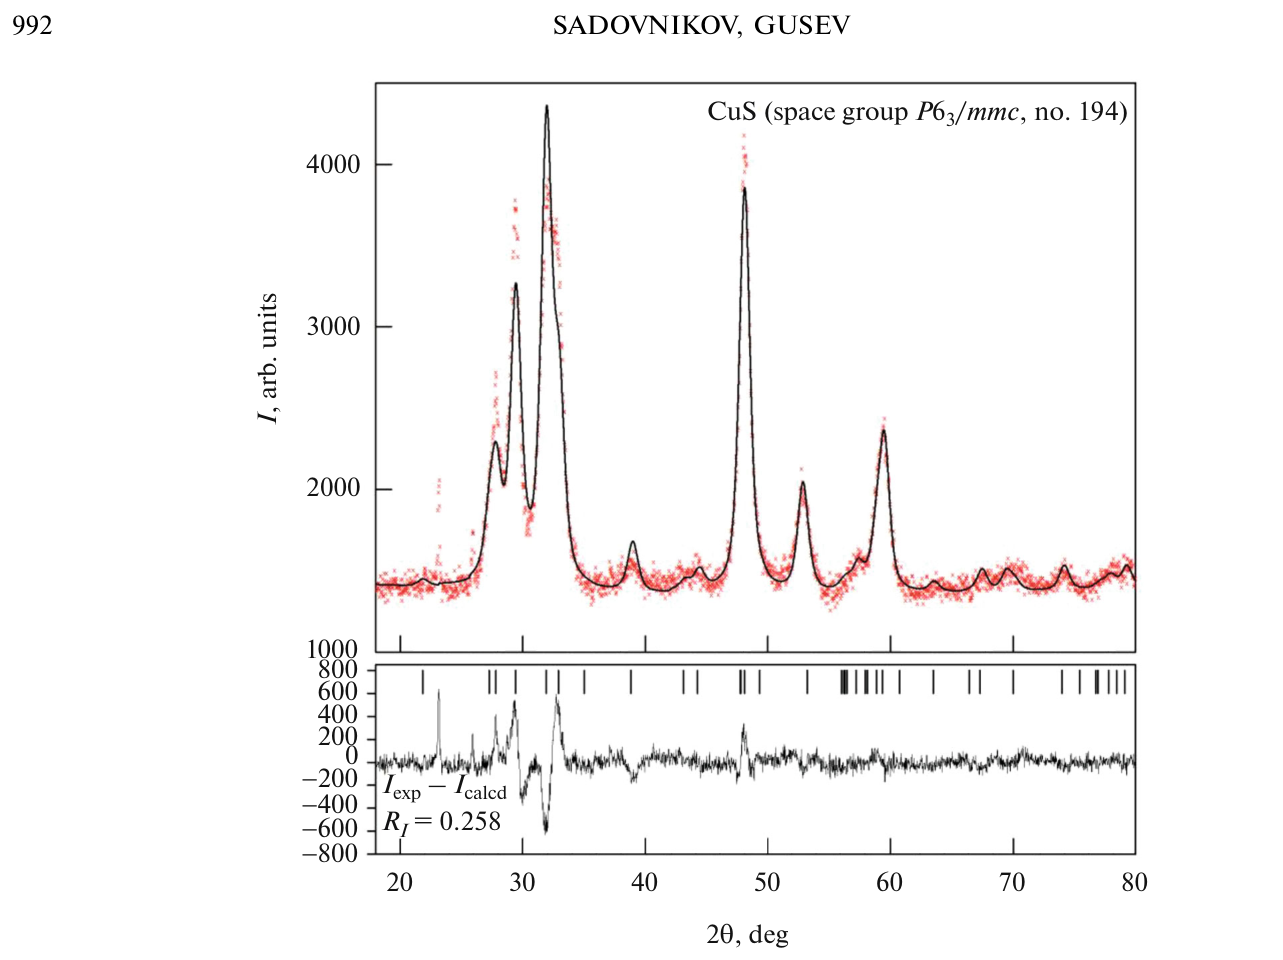 992
SADOVNIKOV, GUSEV
CuS (space group P6₃/mmc, no. 194)
4000
3000
2000
1000
I, arb. units
800
600
400
200
0
−200
−400
−600
−800
I_exp − I_calcd
R_I = 0.258
20 30 40 50 60 70 80
2θ, deg